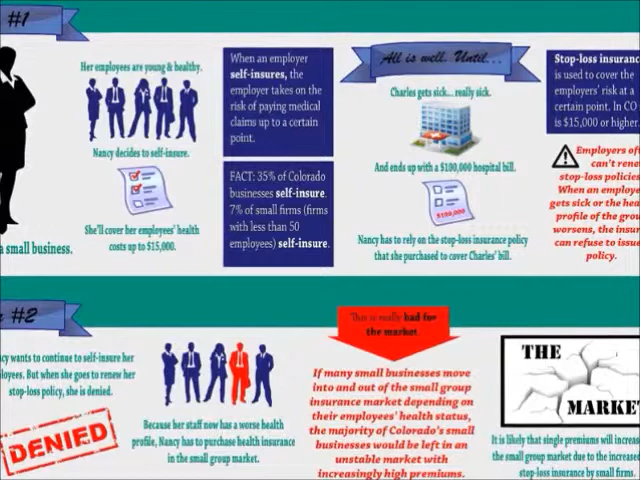 #1
a small business.
Her employees are young & healthy.
Nancy decides to self-insure.
She'll cover her employees' health
costs up to $15,000.
When an employer
self-insures, the
employer takes on the
risk of paying medical
claims up to a certain
point.
FACT: 35% of Colorado
businesses self-insure.
7% of small firms (firms
with less than 50
employees) self-insure.
All is well. Until...
Charles gets sick... really sick.
And ends up with a $100,000 hospital bill.
$100,000
Nancy has to rely on the stop-loss insurance policy
that she purchased to cover Charles' bill.
Stop-loss insuranc
is used to cover the
employers' risk at a
certain point. In CO
is $15,000 or higher.
Employers of
can't rene
stop-loss policies
When an employe
gets sick or the hea
profile of the grou
worsens, the insur
can refuse to issue
policy.
#2
cy wants to continue to self-insure her
loyees. But when she goes to renew her
stop-loss policy, she is denied.
DENIED
Because her staff now has a worse health
profile, Nancy has to purchase health insurance
in the small group market.
This is really bad for
the market
If many small businesses move
into and out of the small group
insurance market depending on
their employees' health status,
the majority of Colorado's small
businesses would be left in an
unstable market with
increasingly high premiums.
THE
MARKET
It is likely that single premiums will increas
the small group market due to the increased
stop-loss insurance by small firms.